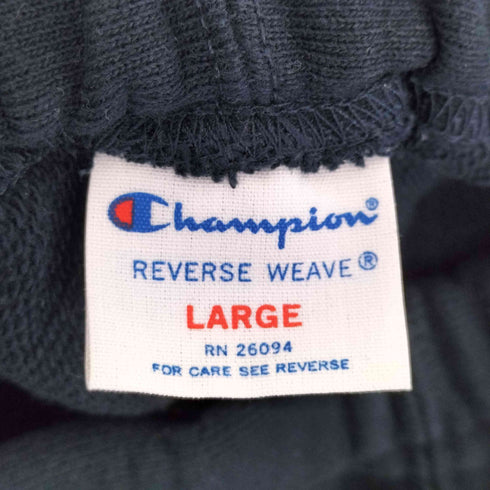 Champion®
REVERSE WEAVE®
LARGE
RN 26094
FOR CARE SEE REVERSE